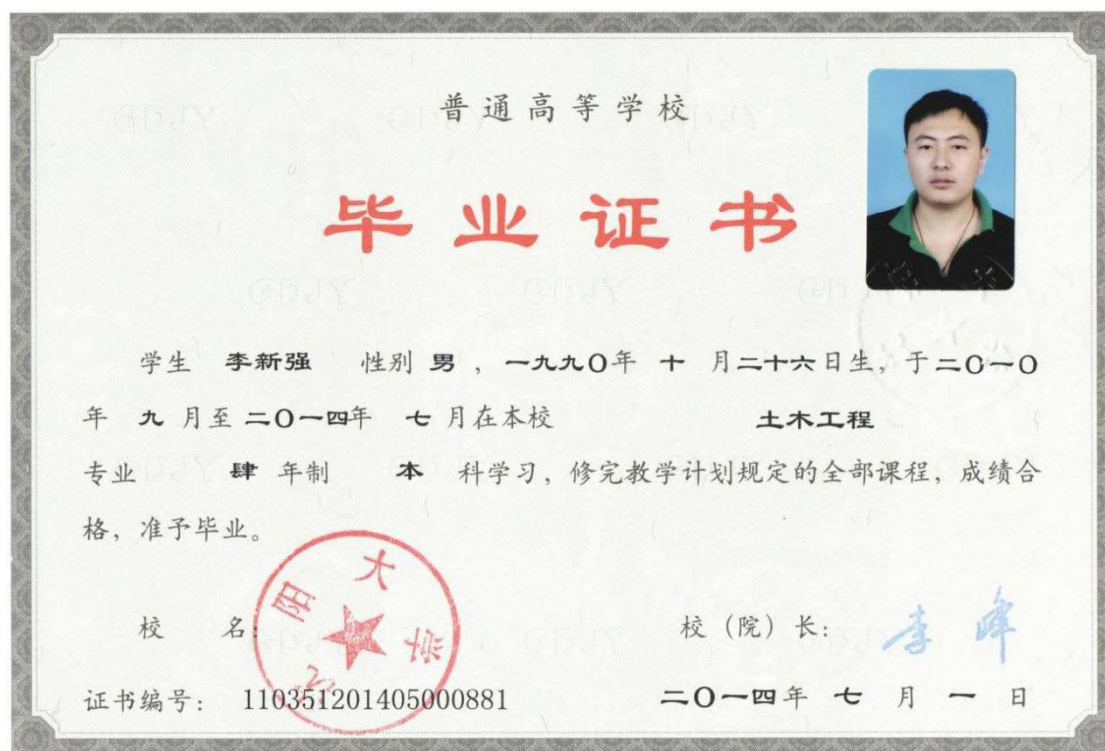 普通高等学校
毕业证书
学生 李新强 性别 男 ，一九九〇年 十 月二十六日生，于二〇一〇
年 九 月至 二〇一四年 七 月在本校 土木工程
专业 肆 年制 本 科学习，修完教学计划规定的全部课程，成绩合
格，准予毕业。
沈阳大学
校 名： 校（院）长： 李峰
证书编号： 110351201405000881 二〇一四年 七 月 一 日